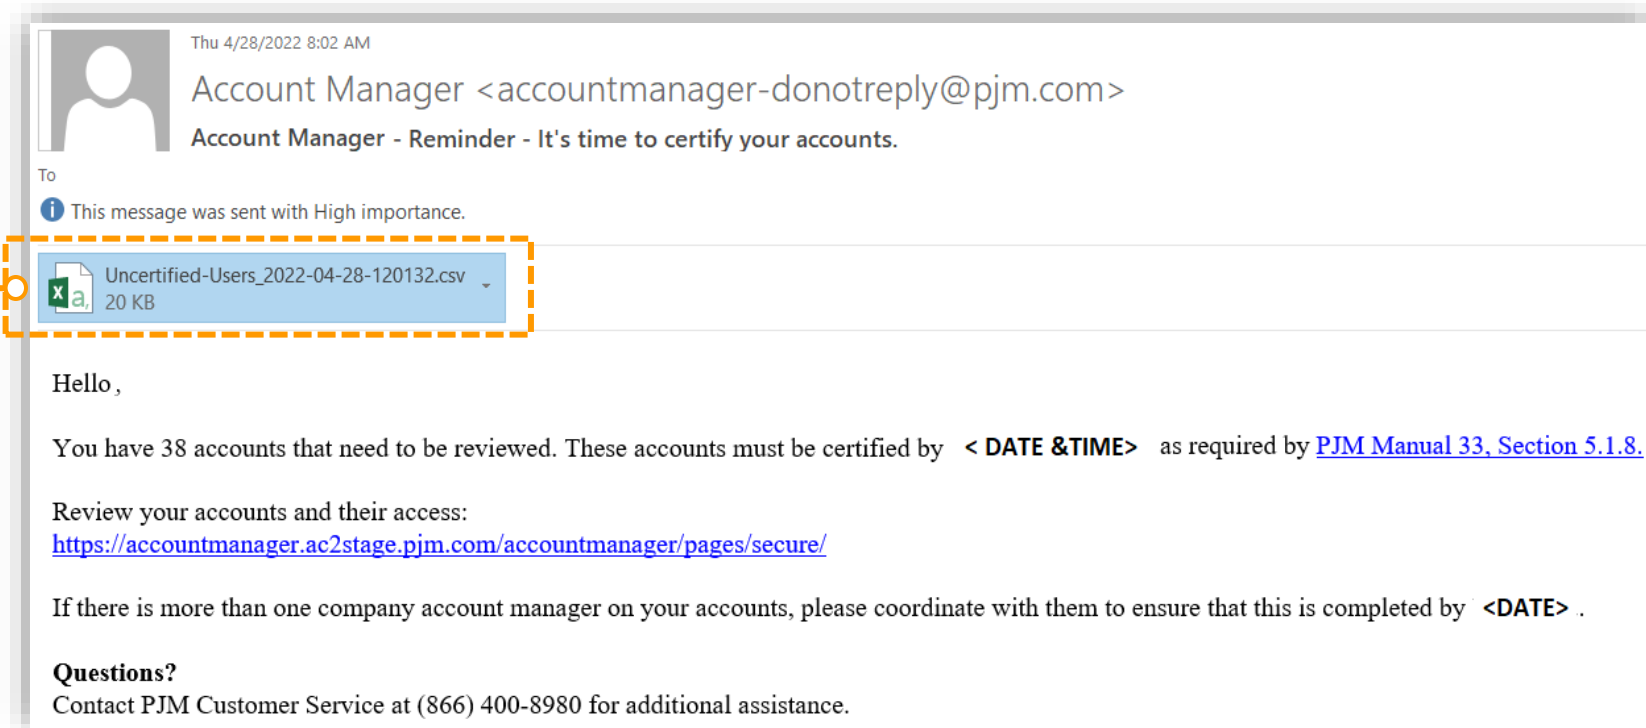 Thu 4/28/2022 8:02 AM
Account Manager <accountmanager-donotreply@pjm.com>
Account Manager - Reminder - It's time to certify your accounts.
To
This message was sent with High importance.
Uncertified-Users_2022-04-28-120132.csv
20 KB
Hello ,
You have 38 accounts that need to be reviewed. These accounts must be certified by < DATE &TIME> as required by PJM Manual 33, Section 5.1.8.
Review your accounts and their access:
https://accountmanager.ac2stage.pjm.com/accountmanager/pages/secure/
If there is more than one company account manager on your accounts, please coordinate with them to ensure that this is completed by <DATE> .
Questions?
Contact PJM Customer Service at (866) 400-8980 for additional assistance.